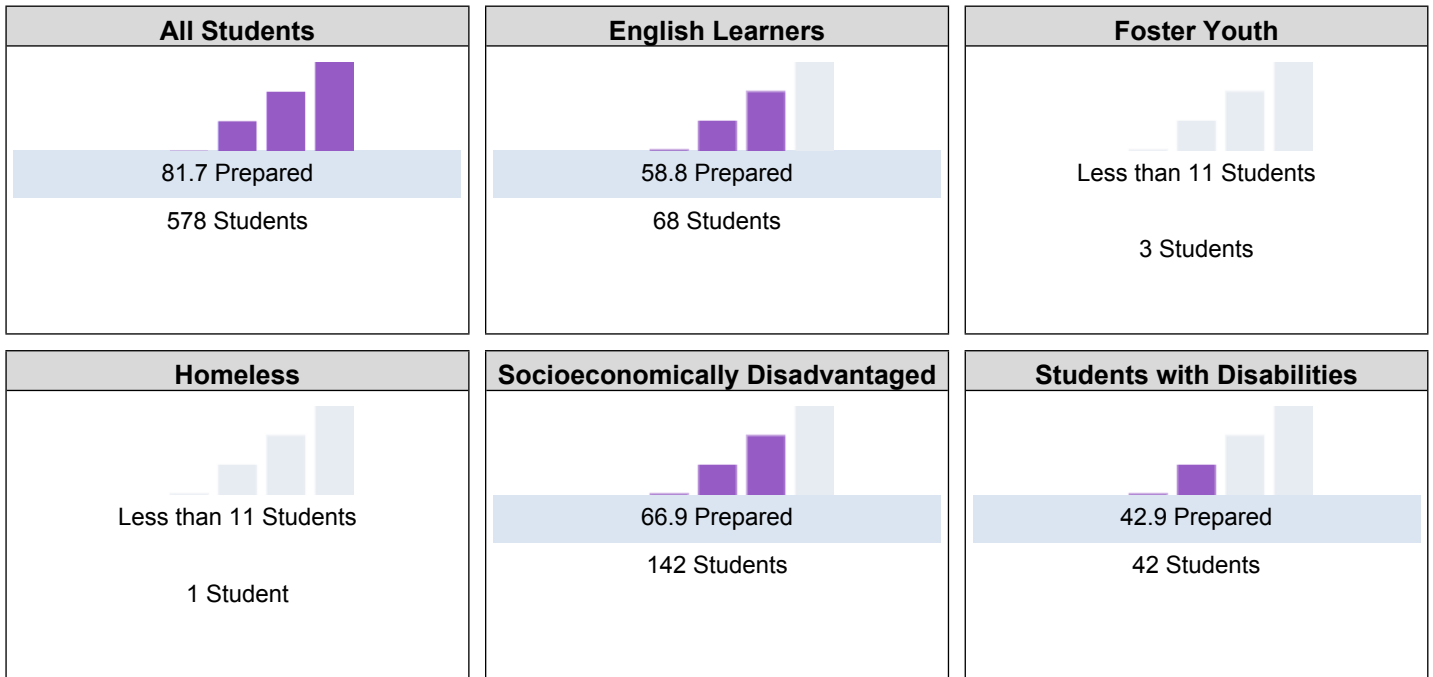 All Students
81.7 Prepared
578 Students
English Learners
58.8 Prepared
68 Students
Foster Youth
Less than 11 Students
3 Students
Homeless
Less than 11 Students
1 Student
Socioeconomically Disadvantaged
66.9 Prepared
142 Students
Students with Disabilities
42.9 Prepared
42 Students